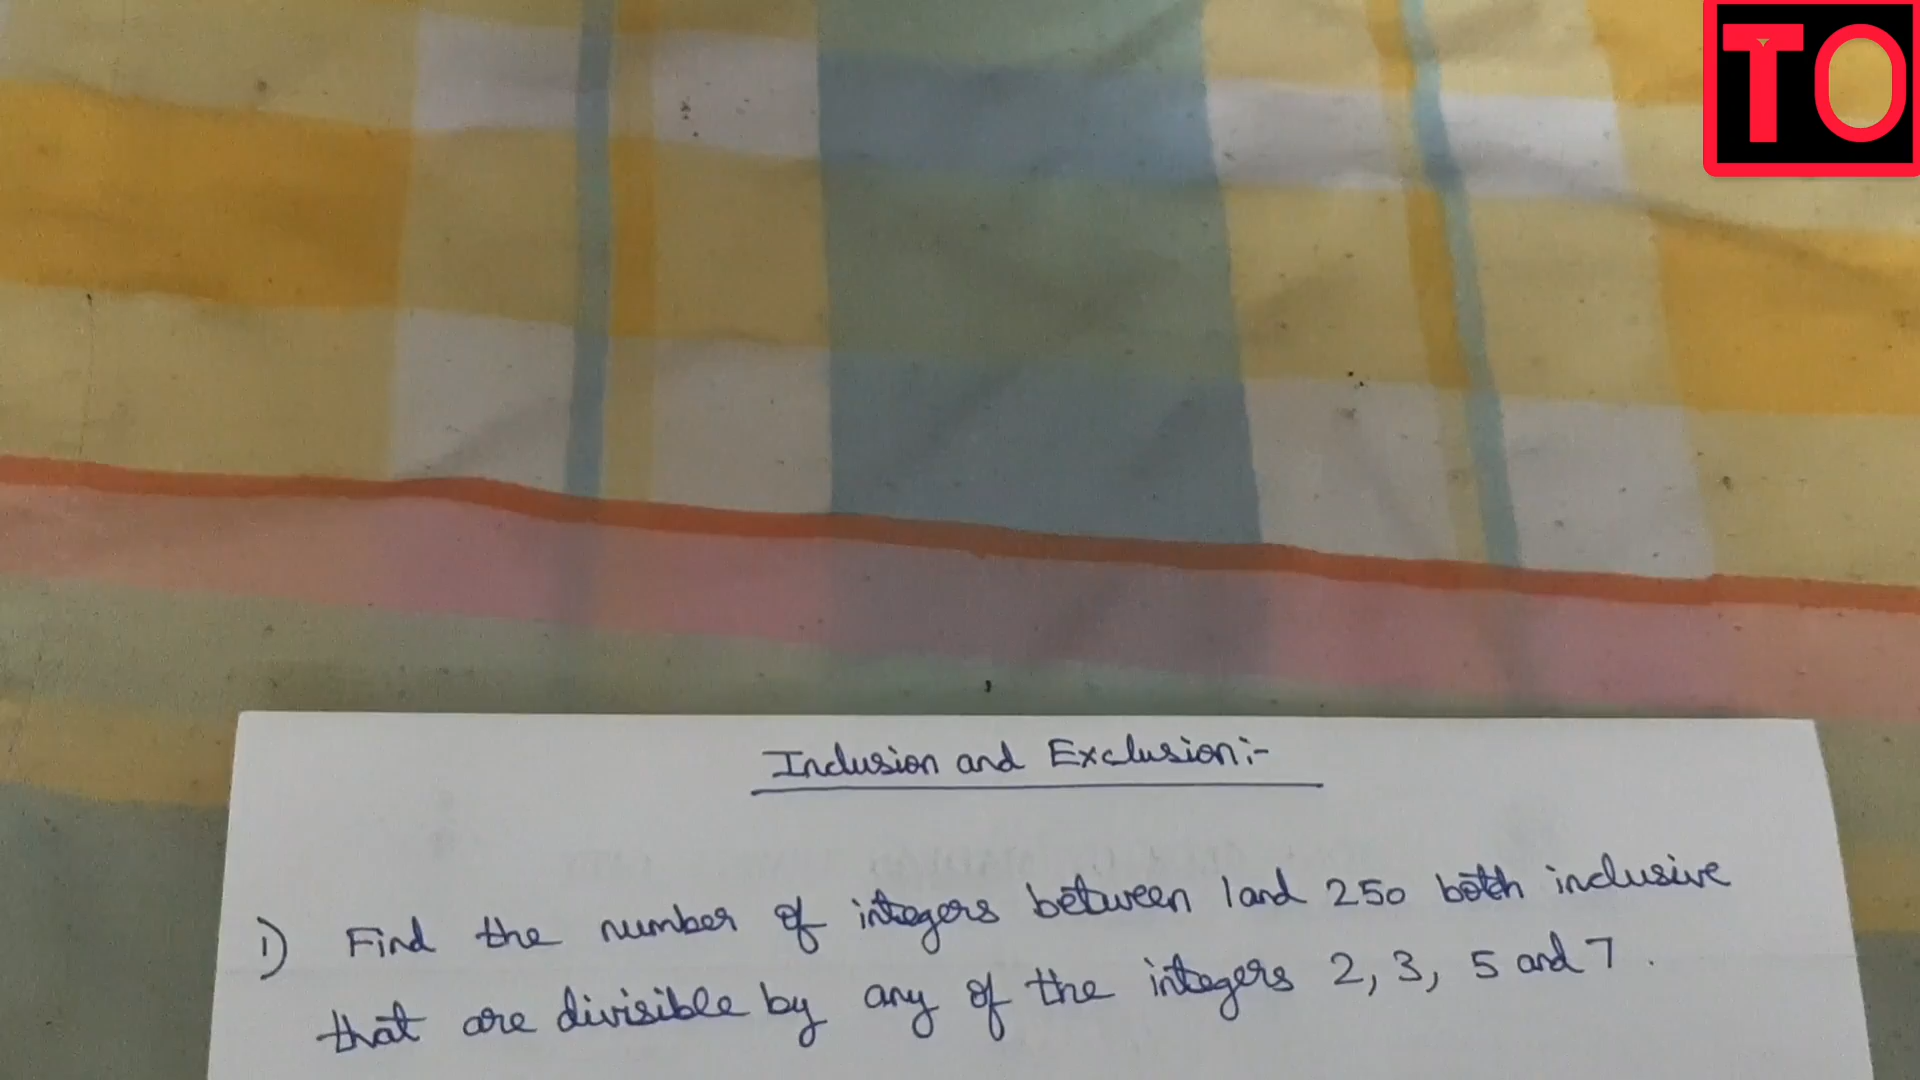 TO
Inclusion and Exclusion:-
1) Find the number of integers between 1 and 250 both inclusive
that are divisible by any of the integers 2, 3, 5 and 7.